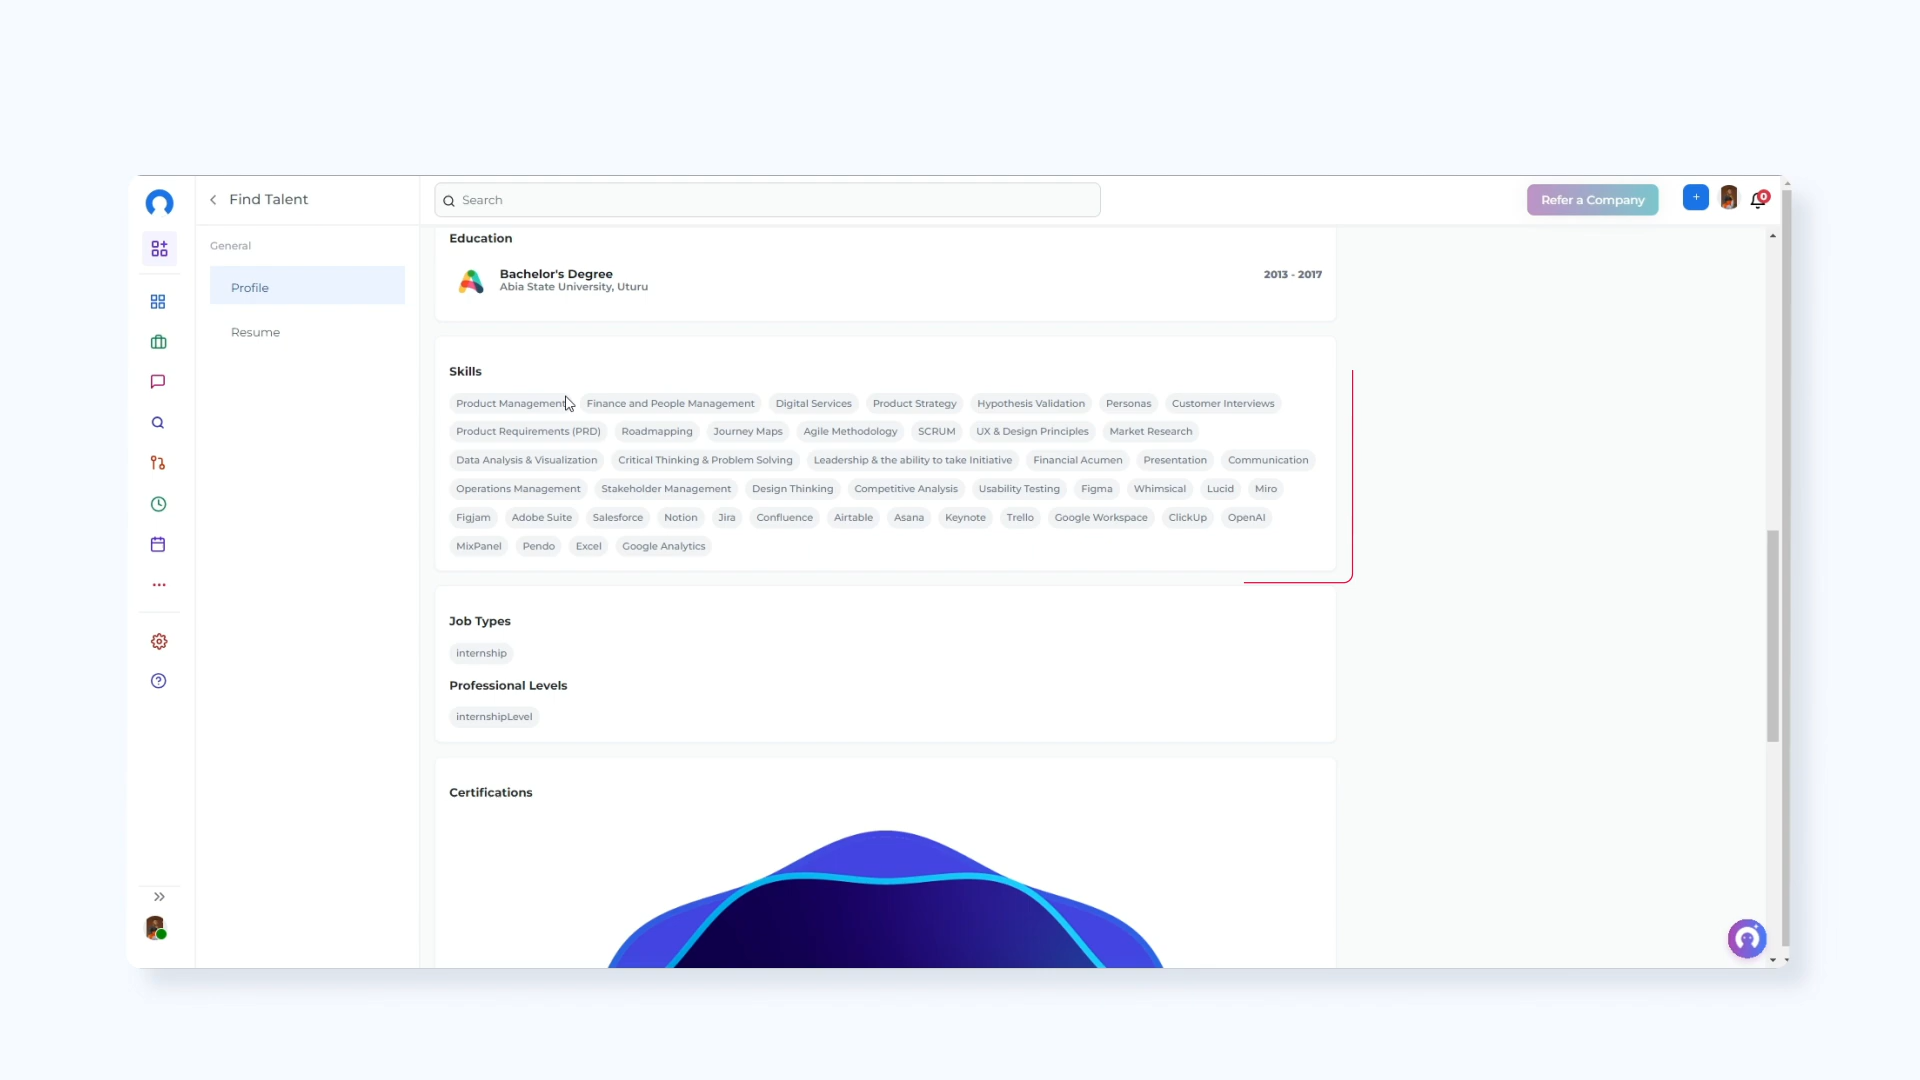 Find Talent
Search
Refer a Company
+
0
General
Profile
Resume
Education
Bachelor's Degree
2013 - 2017
Abia State University, Uturu
Skills
Product Management Finance and People Management Digital Services Product Strategy Hypothesis Validation Personas Customer Interviews
Product Requirements (PRD) Roadmapping Journey Maps Agile Methodology SCRUM UX & Design Principles Market Research
Data Analysis & Visualization Critical Thinking & Problem Solving Leadership & the ability to take Initiative Financial Acumen Presentation Communication
Operations Management Stakeholder Management Design Thinking Competitive Analysis Usability Testing Figma Whimsical Lucid Miro
Figjam Adobe Suite Salesforce Notion Jira Confluence Airtable Asana Keynote Trello Google Workspace ClickUp OpenAI
MixPanel Pendo Excel Google Analytics
Job Types
internship
Professional Levels
internshipLevel
Certifications